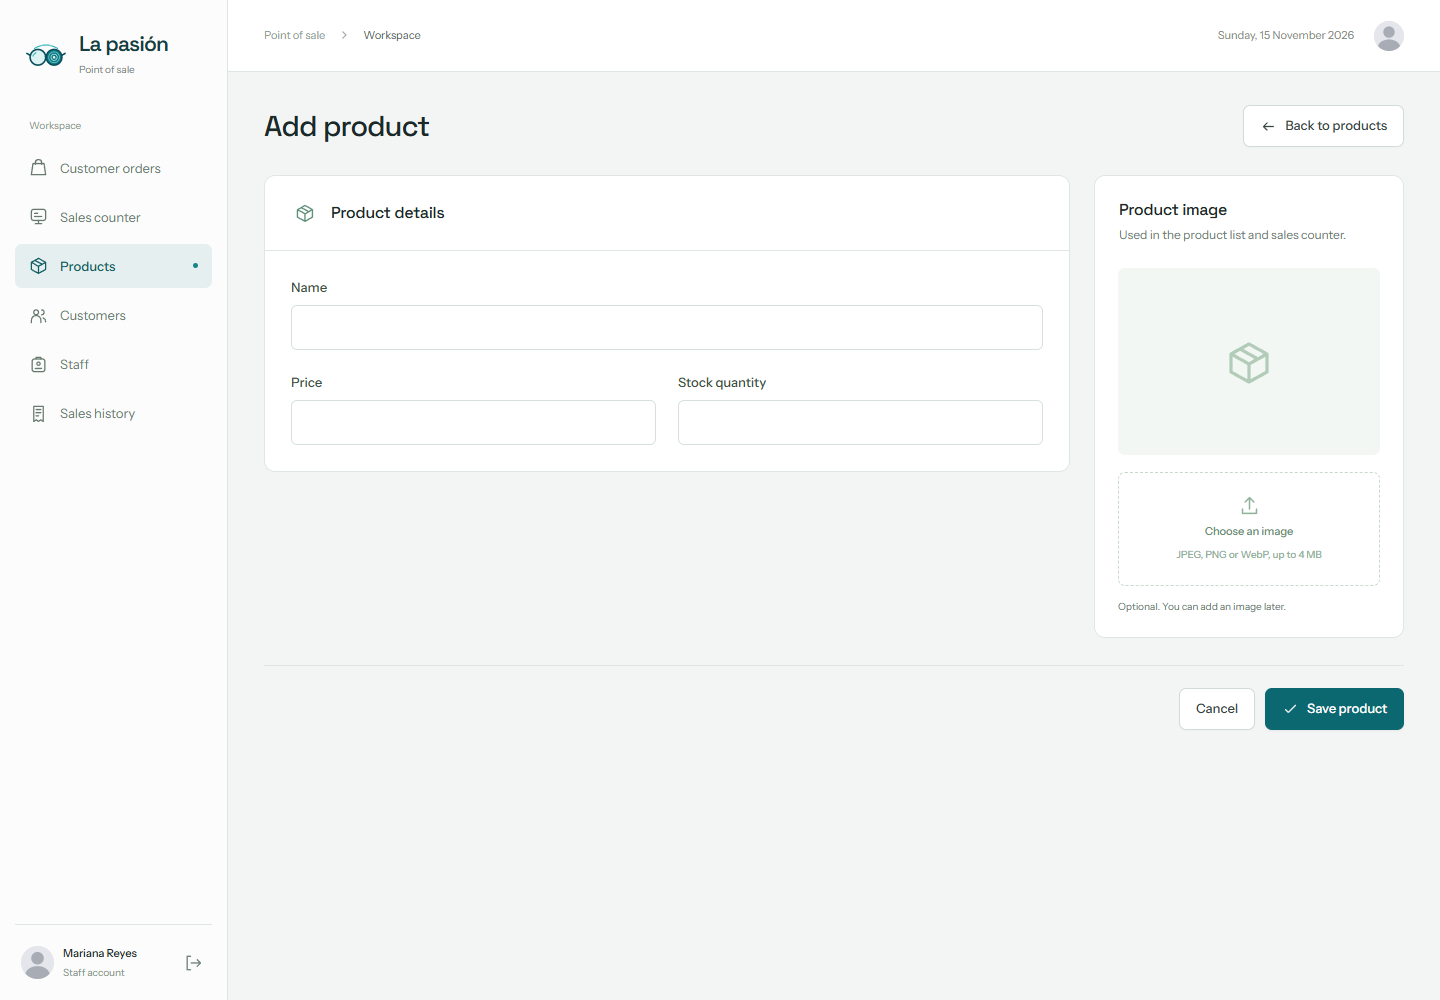 La pasión
Point of sale
Workspace
Customer orders
Sales counter
Products
Customers
Staff
Sales history
Mariana Reyes
Staff account
Point of sale
Workspace
Sunday, 15 November 2026
Add product
Back to products
Product details
Name
Price
Stock quantity
Product image
Used in the product list and sales counter.
Choose an image
JPEG, PNG or WebP, up to 4 MB
Optional. You can add an image later.
Cancel
Save product